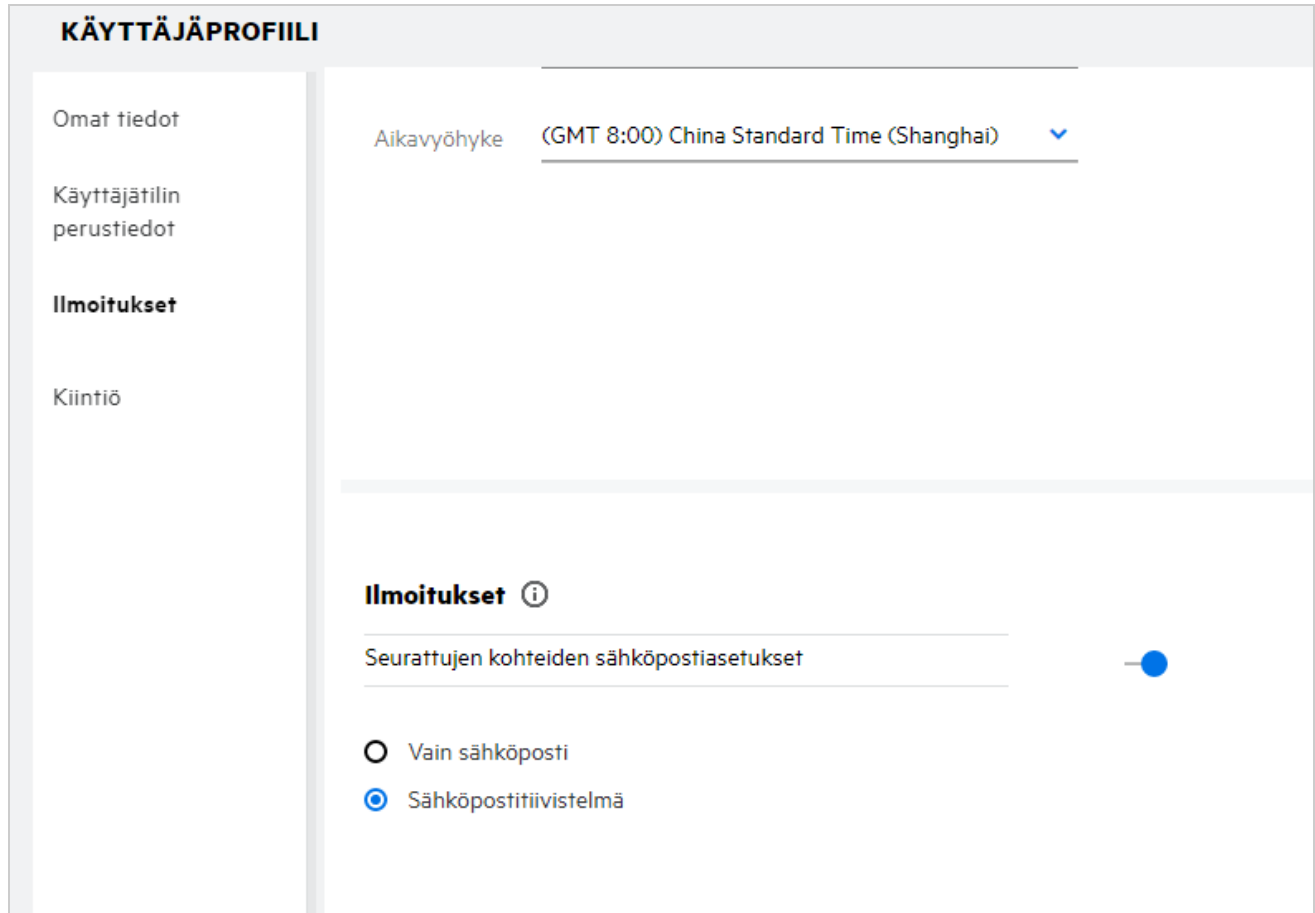 KÄYTTÄJÄPROFIILI
Omat tiedot
Käyttäjätilin
perustiedot
Ilmoitukset
Kiintiö
Aikavyöhyke (GMT 8:00) China Standard Time (Shanghai)
Ilmoitukset
Seurattujen kohteiden sähköpostiasetukset
Vain sähköposti
Sähköpostitiivistelmä